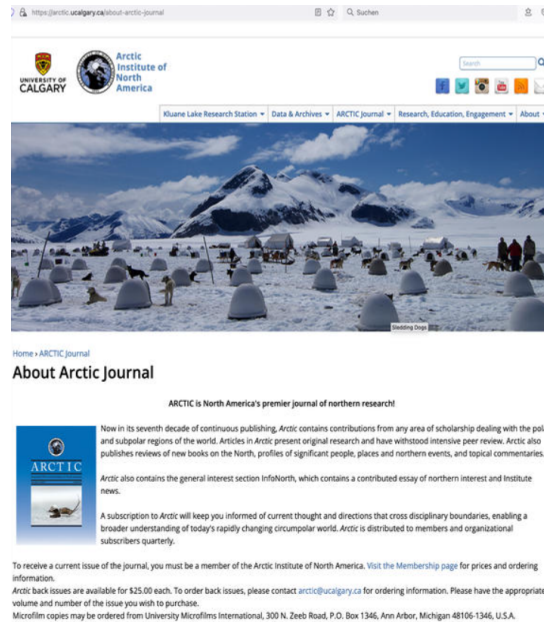 https://arctic.ucalgary.ca/about-arctic-journal
Suchen
UNIVERSITY OF
CALGARY
Arctic
Institute of
North
America
Search
Kluane Lake Research Station
Data & Archives
ARCTIC Journal
Research, Education, Engagement
About
Sledding Dogs
Home › ARCTIC Journal
About Arctic Journal
ARCTIC is North America's premier journal of northern research!
ARCTIC
Now in its seventh decade of continuous publishing, Arctic contains contributions from any area of scholarship dealing with the pola
and subpolar regions of the world. Articles in Arctic present original research and have withstood intensive peer review. Arctic also
publishes reviews of new books on the North, profiles of significant people, places and northern events, and topical commentaries.
Arctic also contains the general interest section InfoNorth, which contains a contributed essay of northern interest and Institute
news.
A subscription to Arctic will keep you informed of current thought and directions that cross disciplinary boundaries, enabling a
broader understanding of today's rapidly changing circumpolar world. Arctic is distributed to members and organizational
subscribers quarterly.
To receive a current issue of the journal, you must be a member of the Arctic Institute of North America. Visit the Membership page for prices and ordering
information.
Arctic back issues are available for $25.00 each. To order back issues, please contact arctic@ucalgary.ca for ordering information. Please have the appropriate
volume and number of the issue you wish to purchase.
Microfilm copies may be ordered from University Microfilms International, 300 N. Zeeb Road, P.O. Box 1346, Ann Arbor, Michigan 48106-1346, U.S.A.